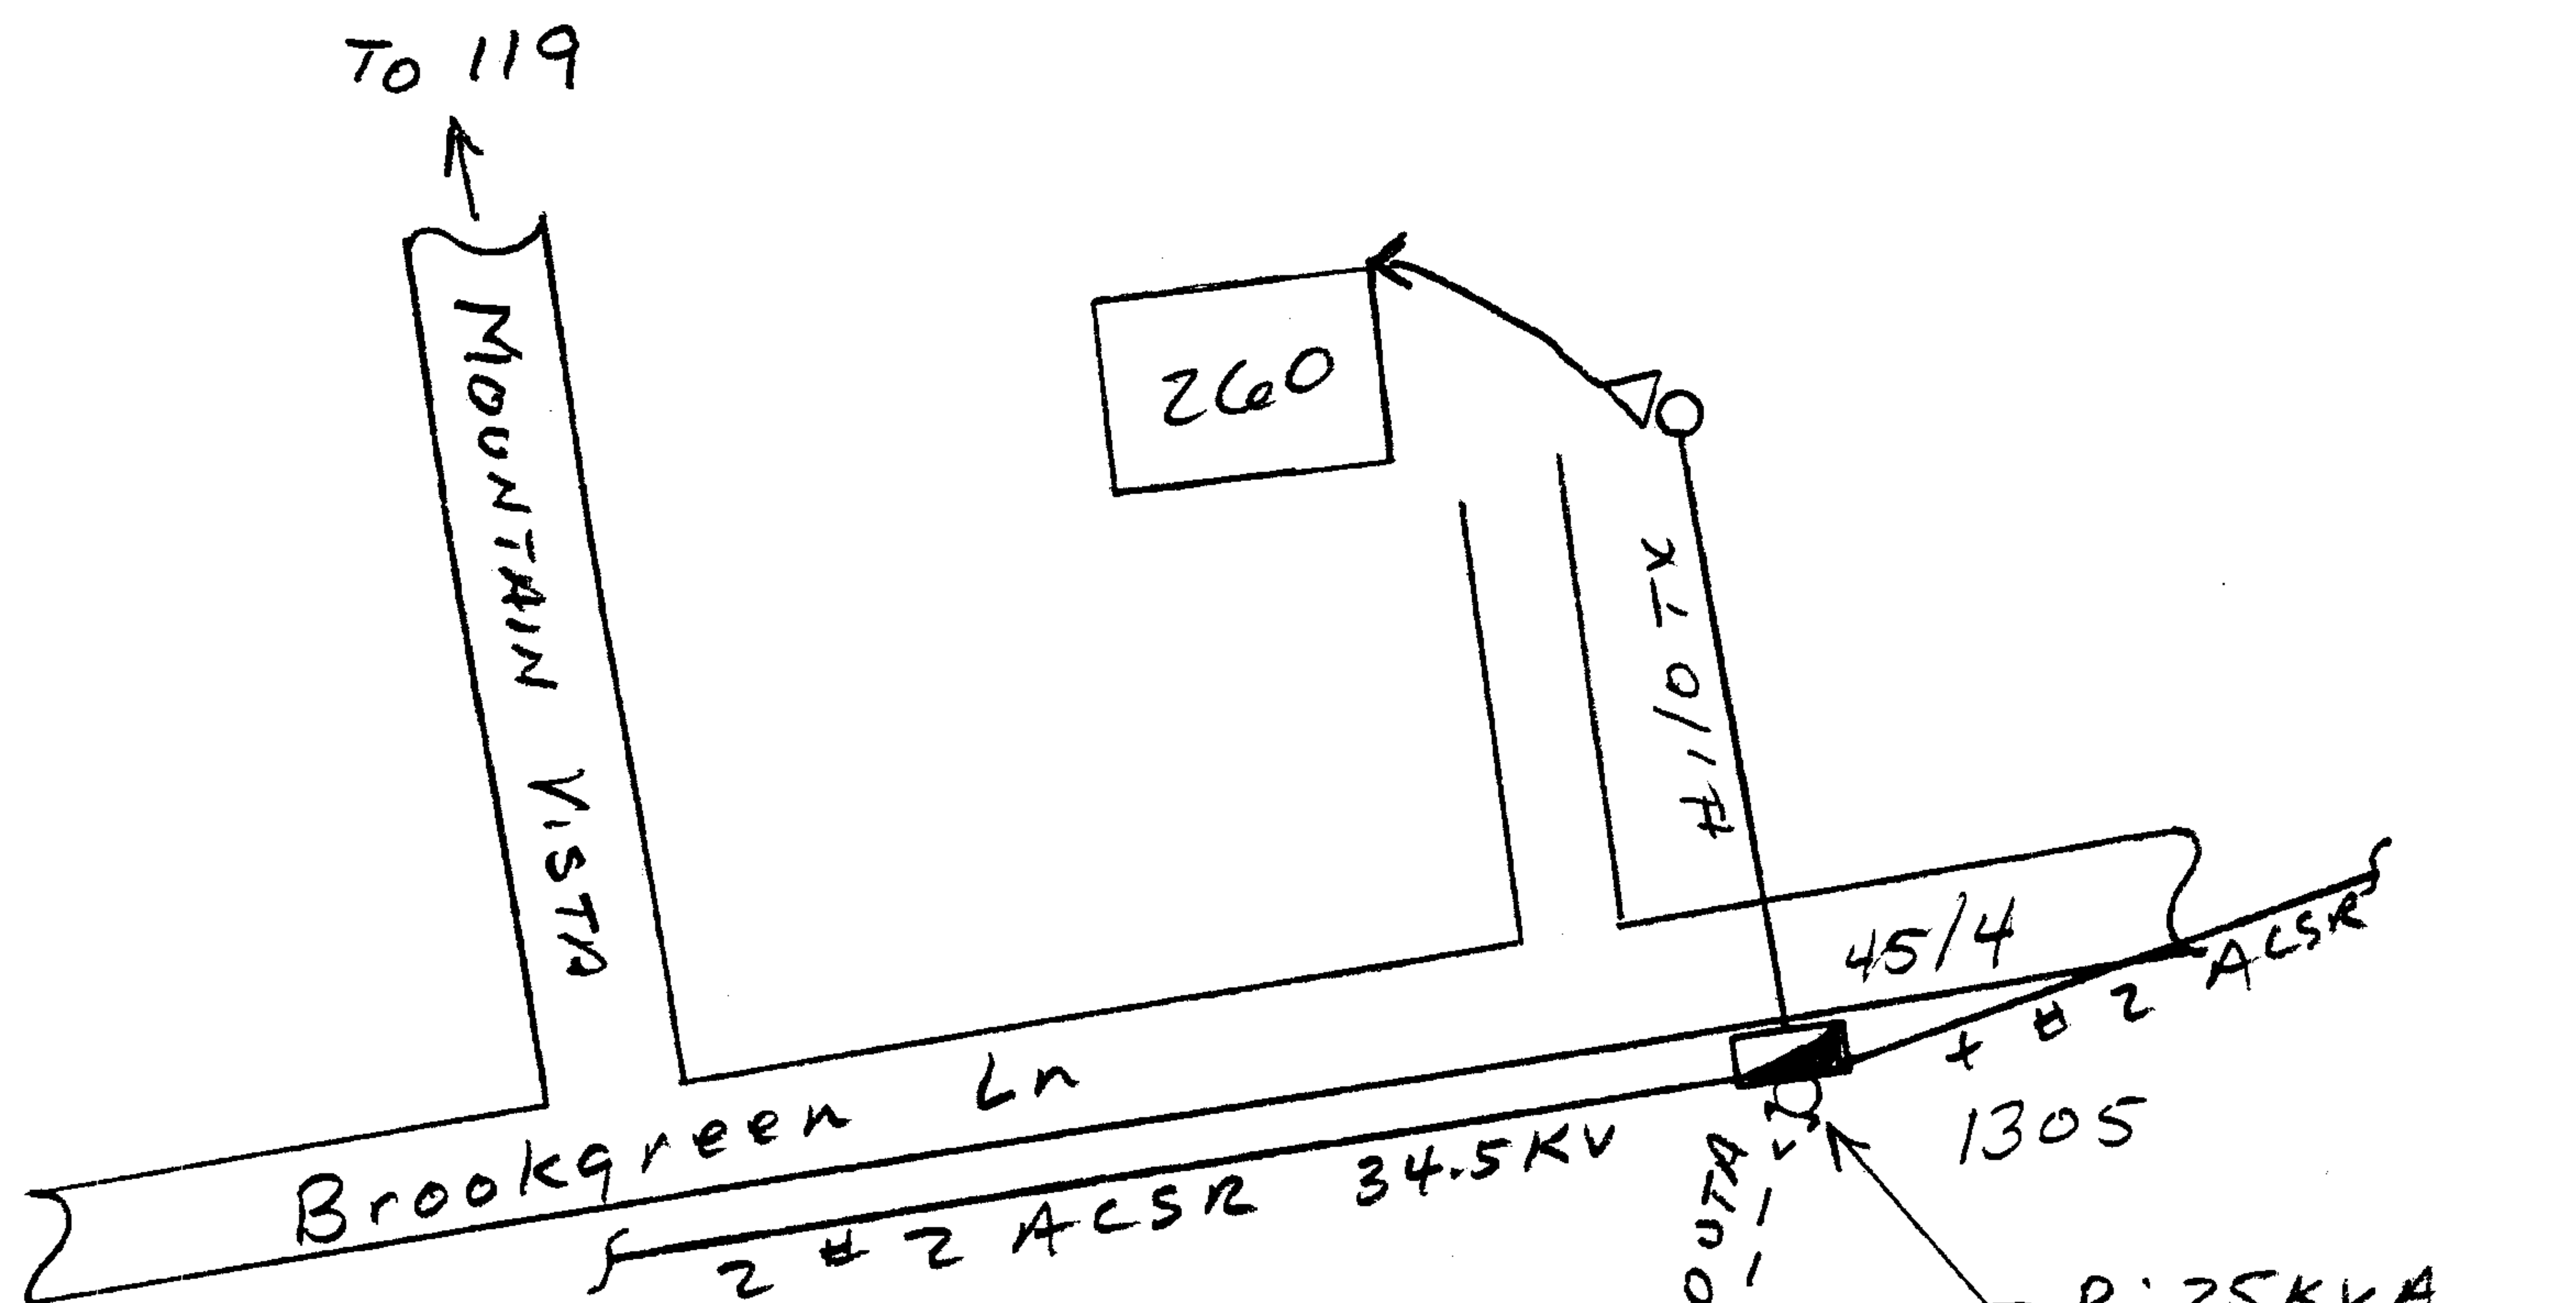 To 119
MOUNTAIN VISTA
260
#1/0 TX
45/4
Brookgreen Ln
2 #2 ACSR 34.5KV
#2 ACSR
1305
25KVA